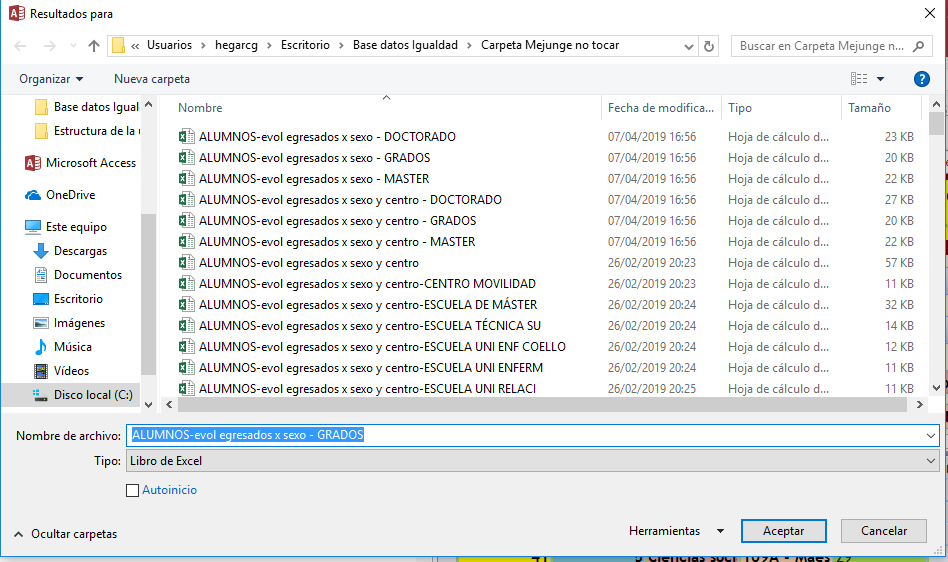 Resultados para
« Usuarios > hegarcg > Escritorio > Base datos Igualdad > Carpeta Mejunge no tocar
Buscar en Carpeta Mejunge n...
Organizar Nueva carpeta
Base datos Igual
Estructura de la u
Microsoft Access
OneDrive
Este equipo
Descargas
Documentos
Escritorio
Imágenes
Música
Vídeos
Disco local (C:)
Nombre Fecha de modifica... Tipo Tamaño
ALUMNOS-evol egresados x sexo - DOCTORADO 07/04/2019 16:56 Hoja de cálculo d... 23 KB
ALUMNOS-evol egresados x sexo - GRADOS 07/04/2019 16:56 Hoja de cálculo d... 20 KB
ALUMNOS-evol egresados x sexo - MASTER 07/04/2019 16:56 Hoja de cálculo d... 22 KB
ALUMNOS-evol egresados x sexo y centro - DOCTORADO 07/04/2019 16:56 Hoja de cálculo d... 27 KB
ALUMNOS-evol egresados x sexo y centro - GRADOS 07/04/2019 16:56 Hoja de cálculo d... 20 KB
ALUMNOS-evol egresados x sexo y centro - MASTER 07/04/2019 16:56 Hoja de cálculo d... 22 KB
ALUMNOS-evol egresados x sexo y centro 26/02/2019 20:23 Hoja de cálculo d... 57 KB
ALUMNOS-evol egresados x sexo y centro-CENTRO MOVILIDAD 26/02/2019 20:23 Hoja de cálculo d... 11 KB
ALUMNOS-evol egresados x sexo y centro-ESCUELA DE MÁSTER 26/02/2019 20:24 Hoja de cálculo d... 32 KB
ALUMNOS-evol egresados x sexo y centro-ESCUELA TÉCNICA SU 26/02/2019 20:24 Hoja de cálculo d... 14 KB
ALUMNOS-evol egresados x sexo y centro-ESCUELA UNI ENF COELLO 26/02/2019 20:24 Hoja de cálculo d... 12 KB
ALUMNOS-evol egresados x sexo y centro-ESCUELA UNI ENFERM 26/02/2019 20:24 Hoja de cálculo d... 11 KB
ALUMNOS-evol egresados x sexo y centro-ESCUELA UNI RELACI 26/02/2019 20:25 Hoja de cálculo d... 11 KB
Nombre de archivo: ALUMNOS-evol egresados x sexo - GRADOS
Tipo: Libro de Excel
Autoinicio
Ocultar carpetas Herramientas Aceptar Cancelar